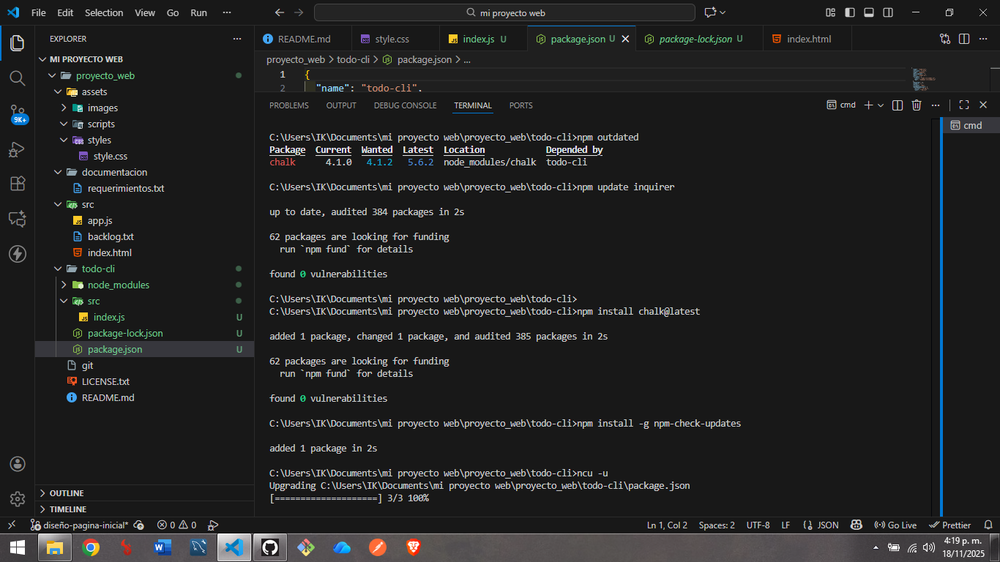 File Edit Selection View Go Run ··· mi proyecto web
EXPLORER ···
MI PROYECTO WEB
proyecto_web
assets
images
scripts
styles
style.css
documentacion
requerimientos.txt
src
app.js
backlog.txt
index.html
todo-cli
node_modules
src
index.js U
package-lock.json U
package.json U
git
LICENSE.txt
README.md
OUTLINE
TIMELINE
9K+
README.md style.css index.js U package.json U package-lock.json U index.html
proyecto_web > todo-cli > package.json > ...
1 {
2 "name": "todo-cli",
PROBLEMS OUTPUT DEBUG CONSOLE TERMINAL PORTS cmd
cmd
C:\Users\IK\Documents\mi proyecto web\proyecto_web\todo-cli>npm outdated
Package Current Wanted Latest Location Depended by
chalk 4.1.0 4.1.2 5.6.2 node_modules/chalk todo-cli
C:\Users\IK\Documents\mi proyecto web\proyecto_web\todo-cli>npm update inquirer
up to date, audited 384 packages in 2s
62 packages are looking for funding
run `npm fund` for details
found 0 vulnerabilities
C:\Users\IK\Documents\mi proyecto web\proyecto_web\todo-cli>
C:\Users\IK\Documents\mi proyecto web\proyecto_web\todo-cli>npm install chalk@latest
added 1 package, changed 1 package, and audited 385 packages in 2s
62 packages are looking for funding
run `npm fund` for details
found 0 vulnerabilities
C:\Users\IK\Documents\mi proyecto web\proyecto_web\todo-cli>npm install -g npm-check-updates
added 1 package in 2s
C:\Users\IK\Documents\mi proyecto web\proyecto_web\todo-cli>ncu -u
Upgrading C:\Users\IK\Documents\mi proyecto web\proyecto_web\todo-cli\package.json
[====================] 3/3 100%
diseño-pagina-inicial* 0 0 Ln 1, Col 2 Spaces: 2 UTF-8 LF {} JSON Go Live Prettier
4:19 p. m.
18/11/2025